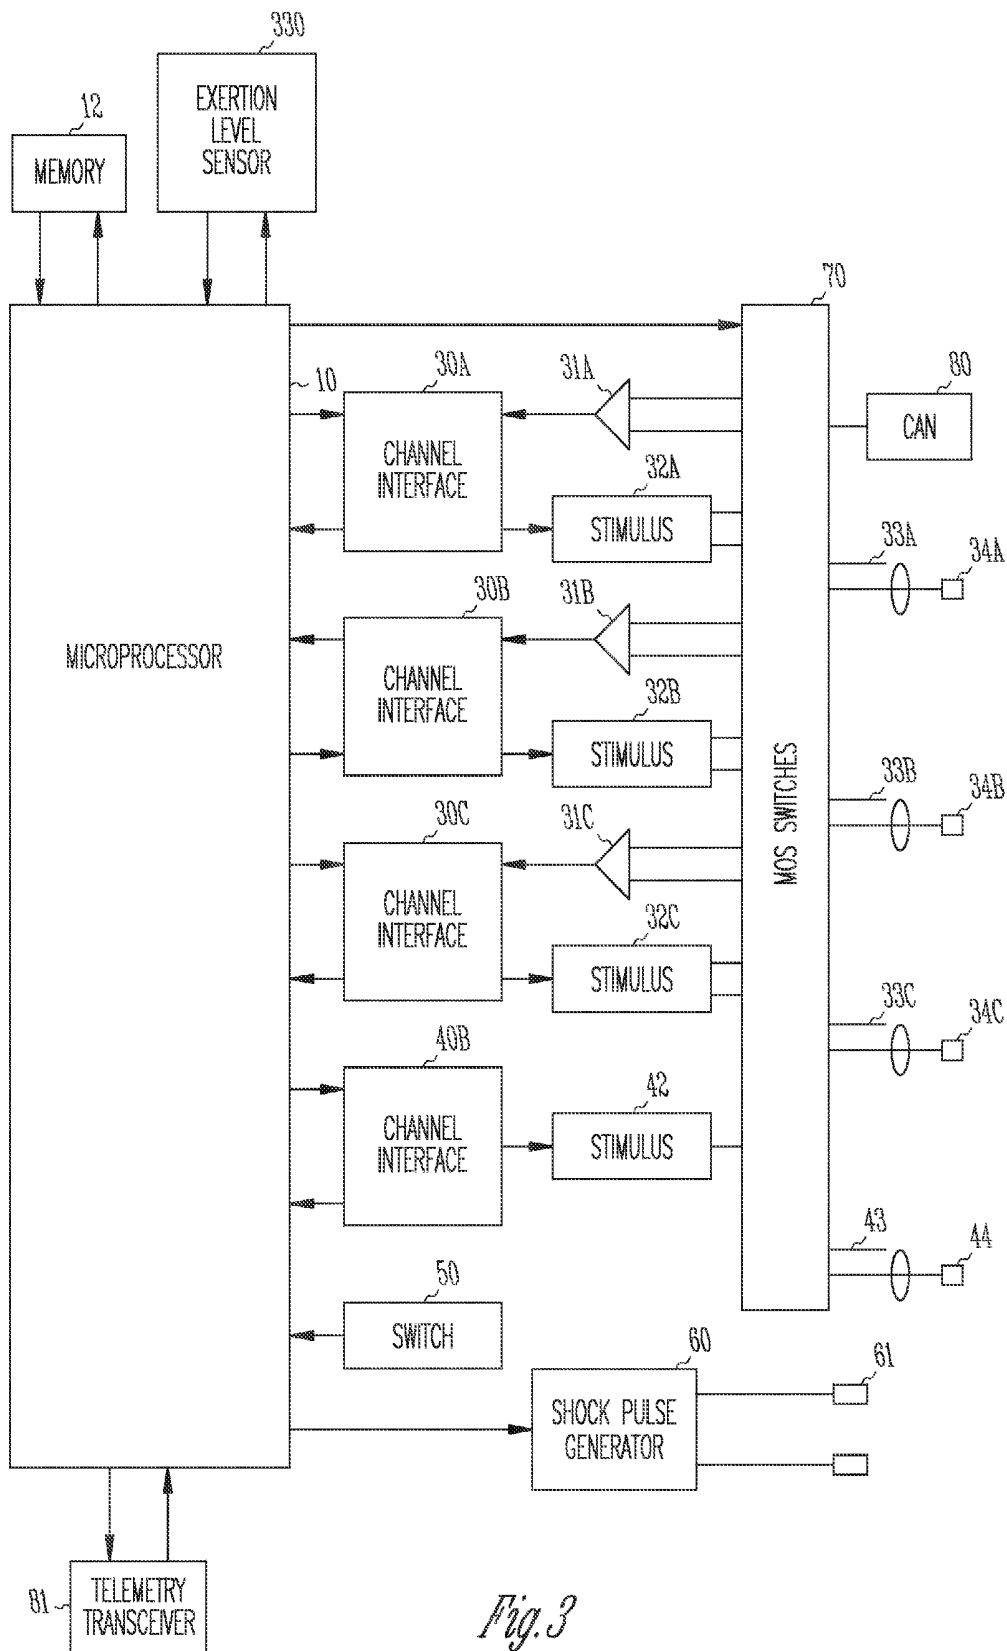 330
EXERTION
LEVEL
SENSOR
12
MEMORY
70
10
30A
31A
80
CHANNEL
INTERFACE
CAN
32A
STIMULUS
33A
34A
30B
31B
MICROPROCESSOR
CHANNEL
INTERFACE
32B
STIMULUS
MOS SWITCHES
33B
34B
30C
31C
CHANNEL
INTERFACE
32C
STIMULUS
33C
34C
40B
42
CHANNEL
INTERFACE
STIMULUS
43
44
50
SWITCH
60
61
SHOCK PULSE
GENERATOR
81
TELEMETRY
TRANSCEIVER
Fig. 3